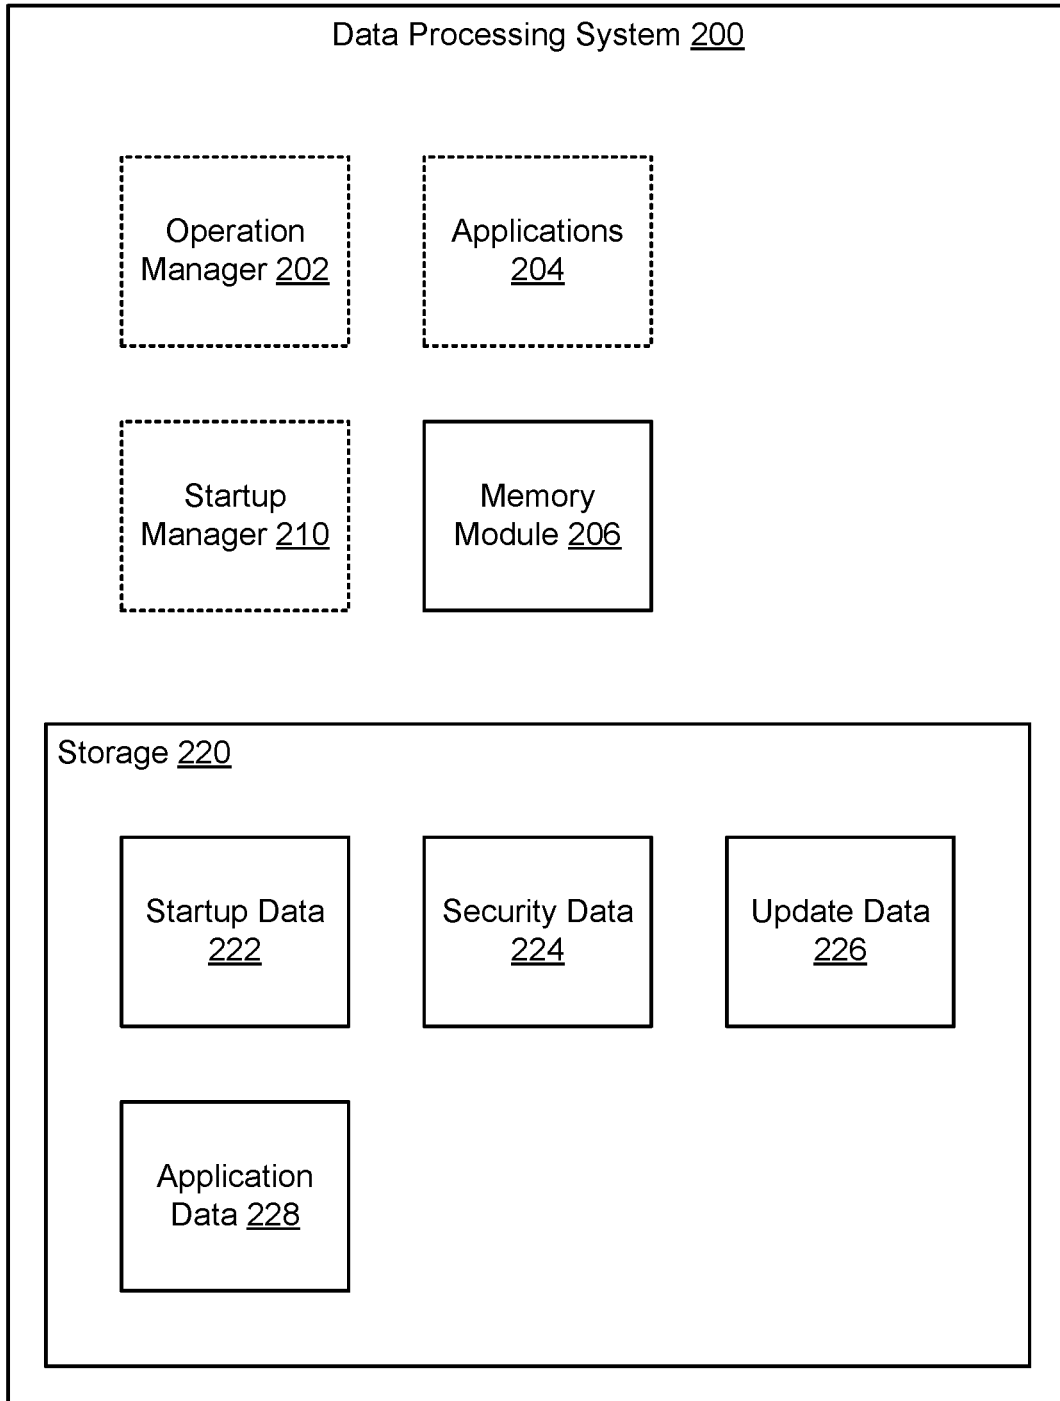 Data Processing System 200
Operation
Manager 202
Applications
204
Startup
Manager 210
Memory
Module 206
Storage 220
Startup Data
222
Security Data
224
Update Data
226
Application
Data 228